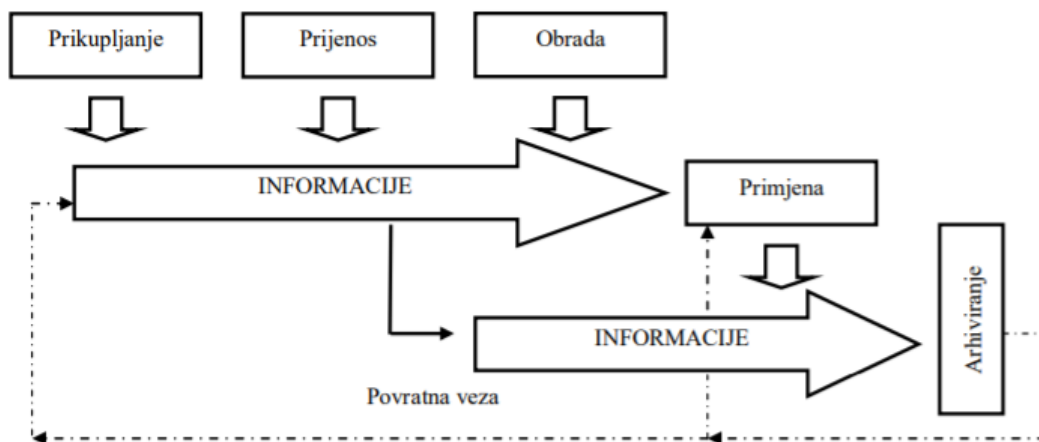 Prikupljanje
Prijenos
Obrada
INFORMACIJE
Primjena
INFORMACIJE
Arhiviranje
Povratna veza